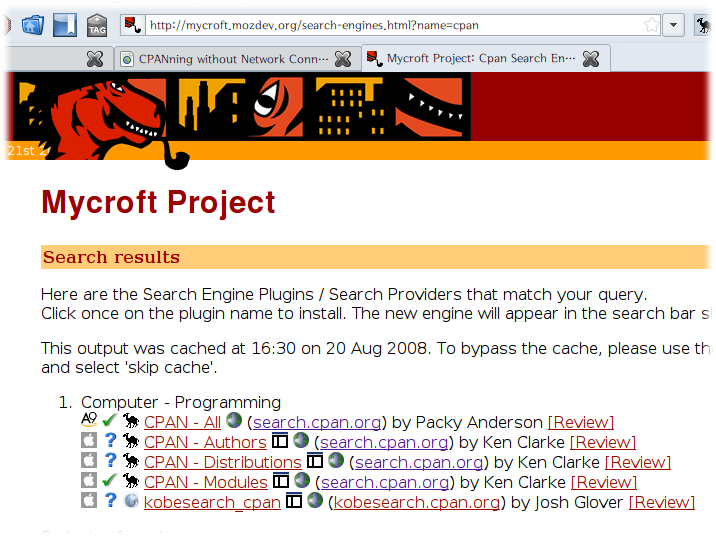 TAG
http://mycroft.mozdev.org/search-engines.html?name=cpan
CPANning without Network Conn···
Mycroft Project: Cpan Search En···
21st 2
Mycroft Project
Search results
Here are the Search Engine Plugins / Search Providers that match your query.
Click once on the plugin name to install. The new engine will appear in the search bar
This output was cached at 16:30 on 20 Aug 2008. To bypass the cache, please use
and select 'skip cache'.
1. Computer - Programming
A9 CPAN - All (search.cpan.org) by Packy Anderson [Review]
? CPAN - Authors (search.cpan.org) by Ken Clarke [Review]
? CPAN - Distributions (search.cpan.org) by Ken Clarke [Review]
CPAN - Modules (search.cpan.org) by Ken Clarke [Review]
? kobesearch_cpan (kobesearch.cpan.org) by Josh Glover [Review]